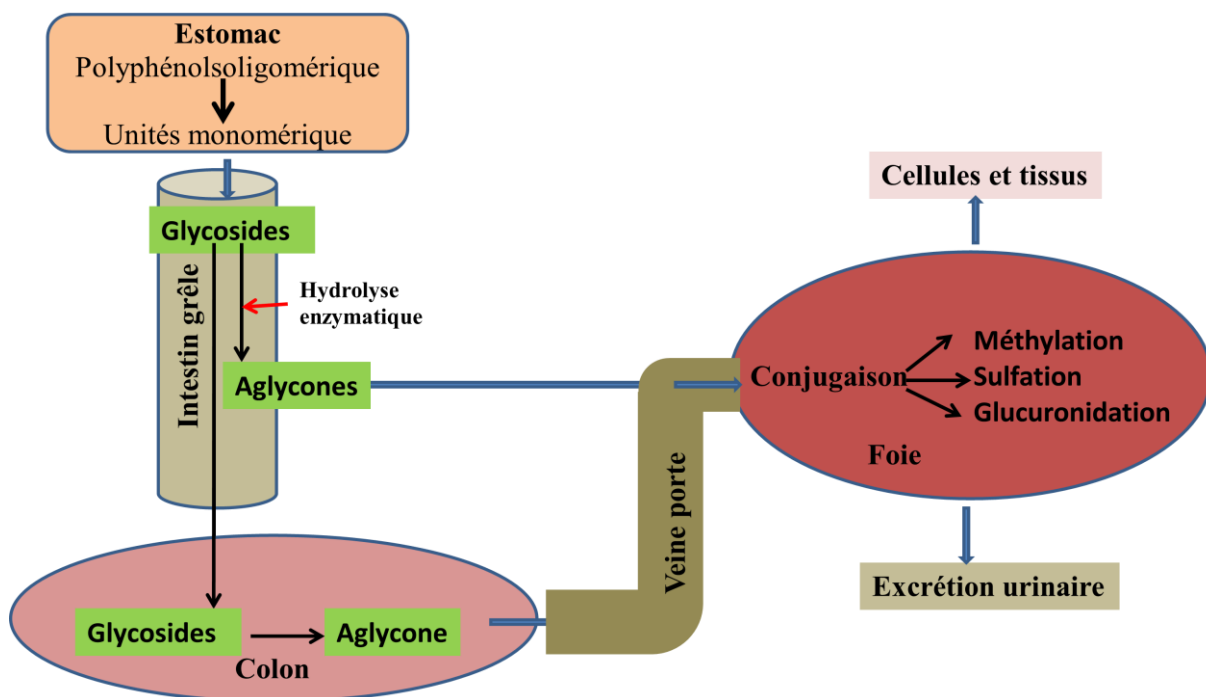 Estomac
Polyphénolsoligomérique
Unités monomérique
Glycosides
Intestin grêle
Hydrolyse
enzymatique
Aglycones
Glycosides
Aglycone
Colon
Veine porte
Cellules et tissus
Conjugaison
Méthylation
Sulfation
Glucuronidation
Foie
Excrétion urinaire